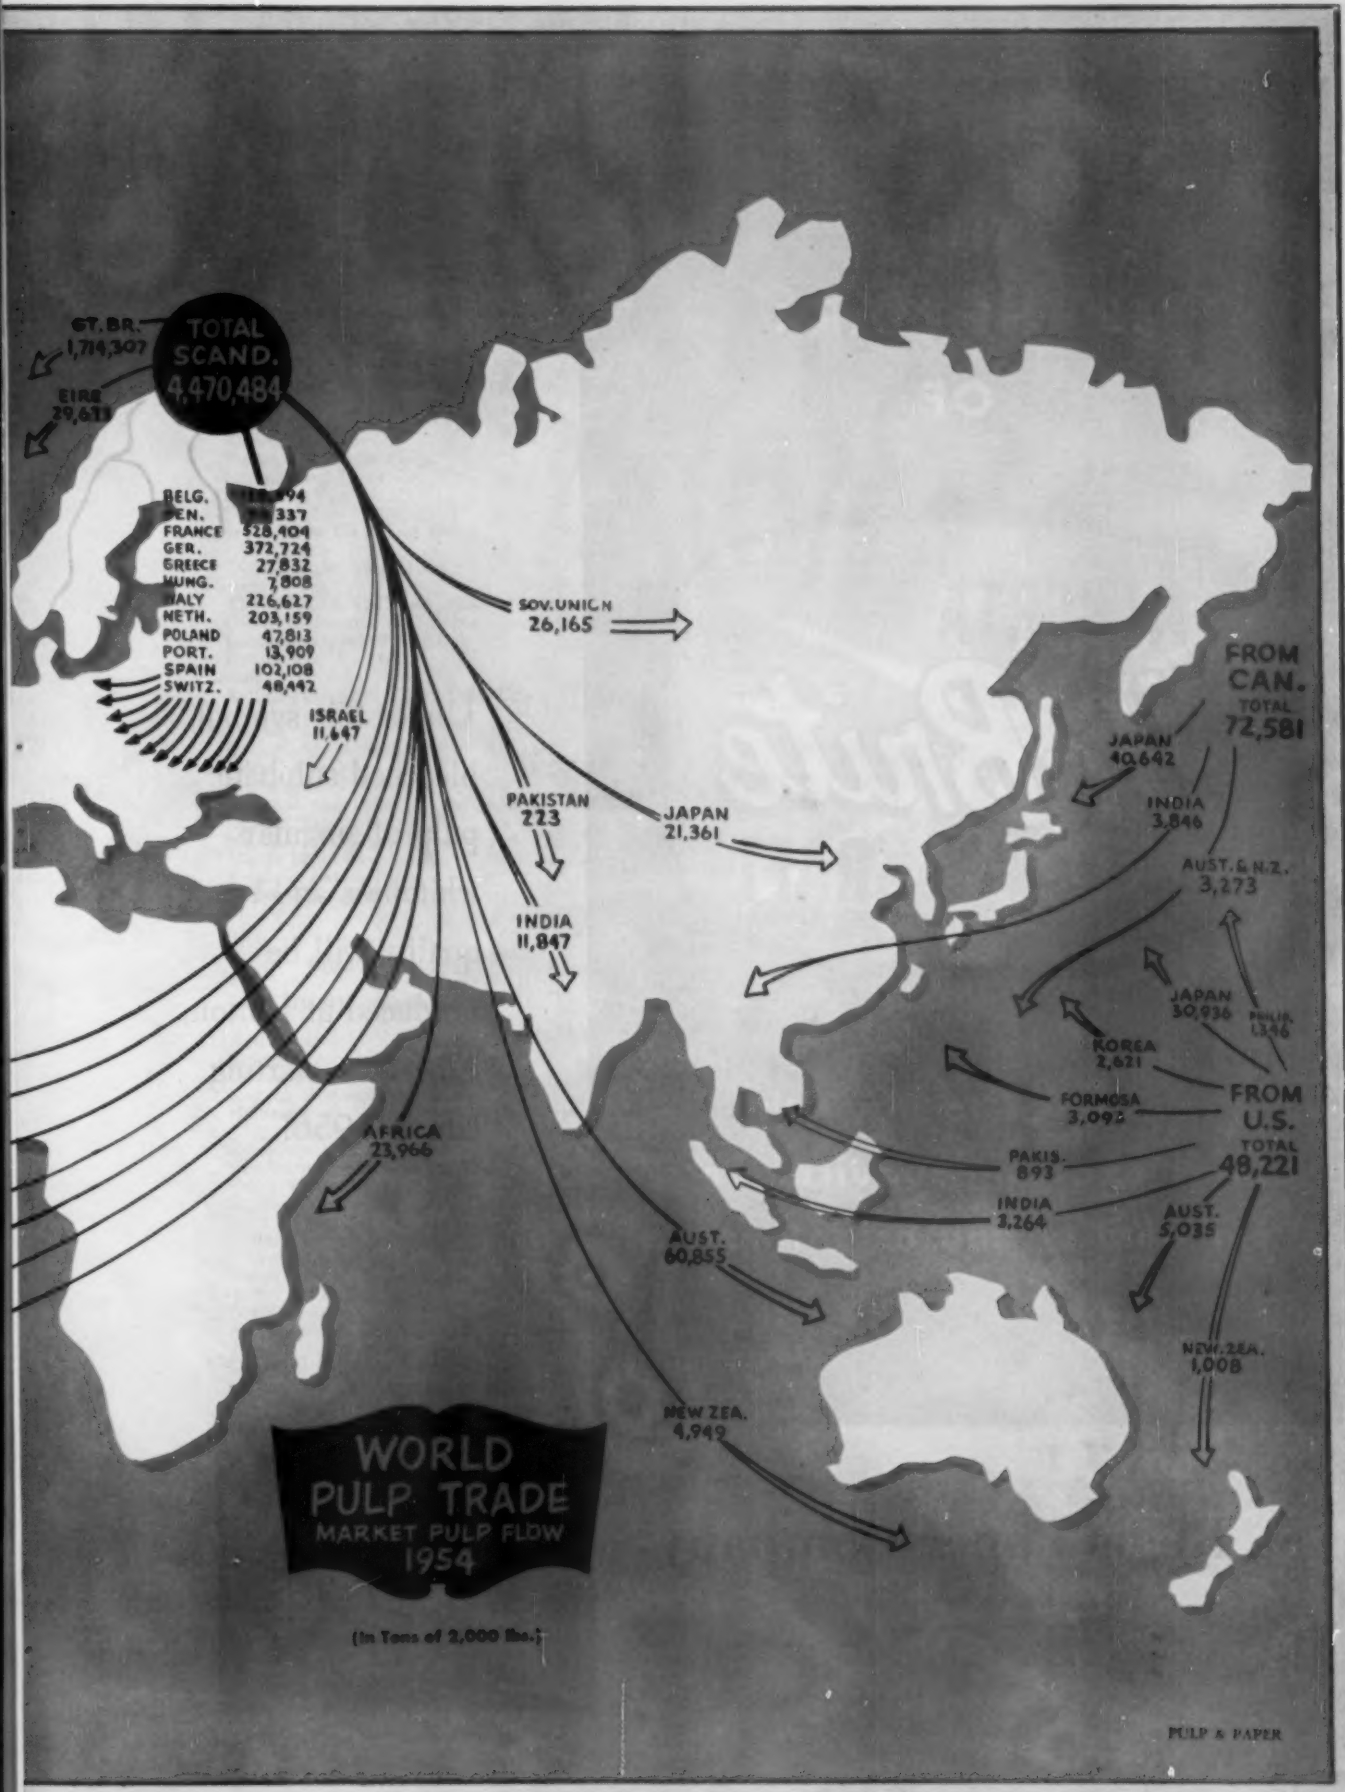 GT. BR.
1,714,307
EIRE
TOTAL
SCAND.
4,470,484
BELG.
DEN.
FRANCE 528,404
GER. 372,724
GREECE 27,832
HUNG. 7,808
ITALY 226,627
NETH. 203,159
POLAND 47,813
PORT. 13,909
SPAIN 102,108
SWITZ. 48,442
SOV. UNION
26,165
ISRAEL
11,647
PAKISTAN
223
JAPAN
21,361
INDIA
11,847
AFRICA
23,966
AUST.
60,855
NEW ZEA.
4,949
FROM
CAN.
TOTAL
72,581
JAPAN
40,642
INDIA
3,846
AUST. & N.Z.
3,273
JAPAN
30,936
PHILIP.
1,346
KOREA
2,621
FORMOSA
FROM
U.S.
TOTAL
48,221
PAKIS.
893
INDIA
3,264
AUST.
5,035
NEW. ZEA.
1,008
WORLD
PULP TRADE
MARKET PULP FLOW
1954
(In Tons of 2,000 lbs.)
PULP & PAPER